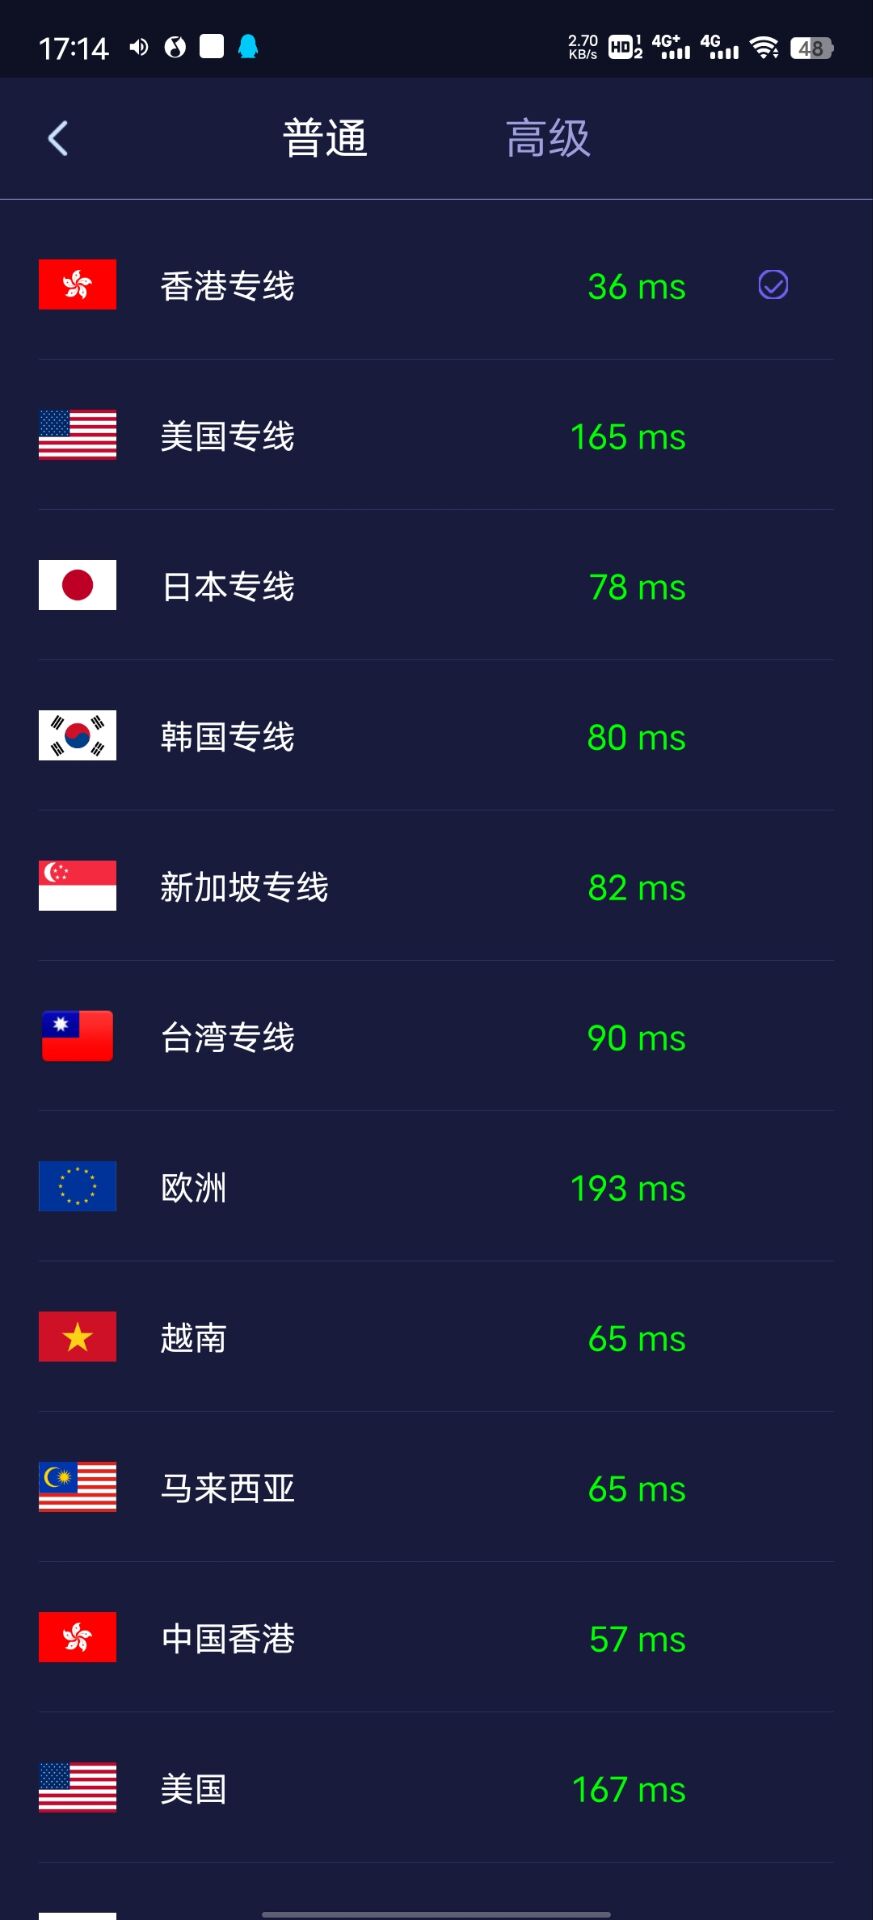 17:14 2.70 KB/s HD 1 2 4G+ 4G 48
普通 高级
香港专线 36 ms
美国专线 165 ms
日本专线 78 ms
韩国专线 80 ms
新加坡专线 82 ms
台湾专线 90 ms
欧洲 193 ms
越南 65 ms
马来西亚 65 ms
中国香港 57 ms
美国 167 ms